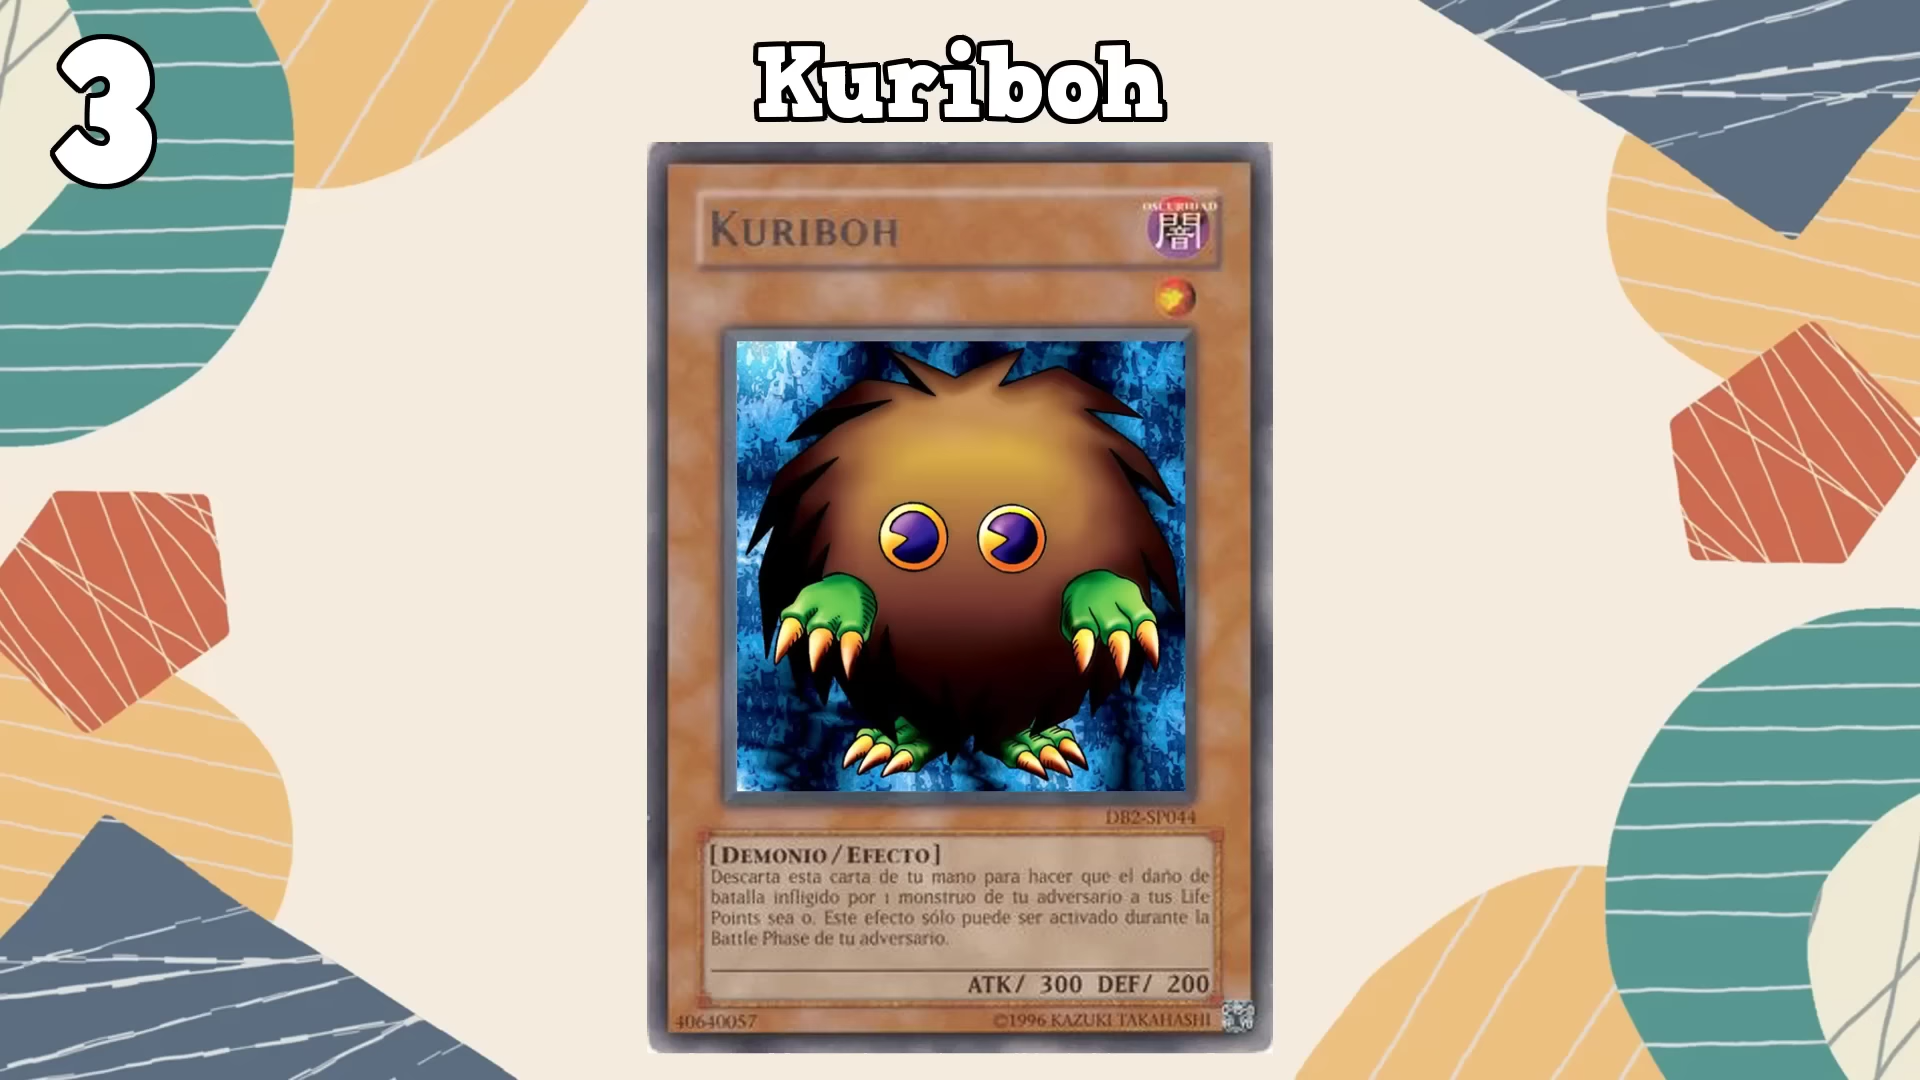 3
Kuriboh
KURIBOH
OSCURIDAD
闇
DB2-SP044
[DEMONIO/EFECTO]
Descarta esta carta de tu mano para hacer que el daño de
batalla infligido por 1 monstruo de tu adversario a tus Life
Points sea 0. Este efecto sólo puede ser activado durante la
Battle Phase de tu adversario.
ATK/ 300 DEF/ 200
40640057
©1996 KAZUKI TAKAHASHI